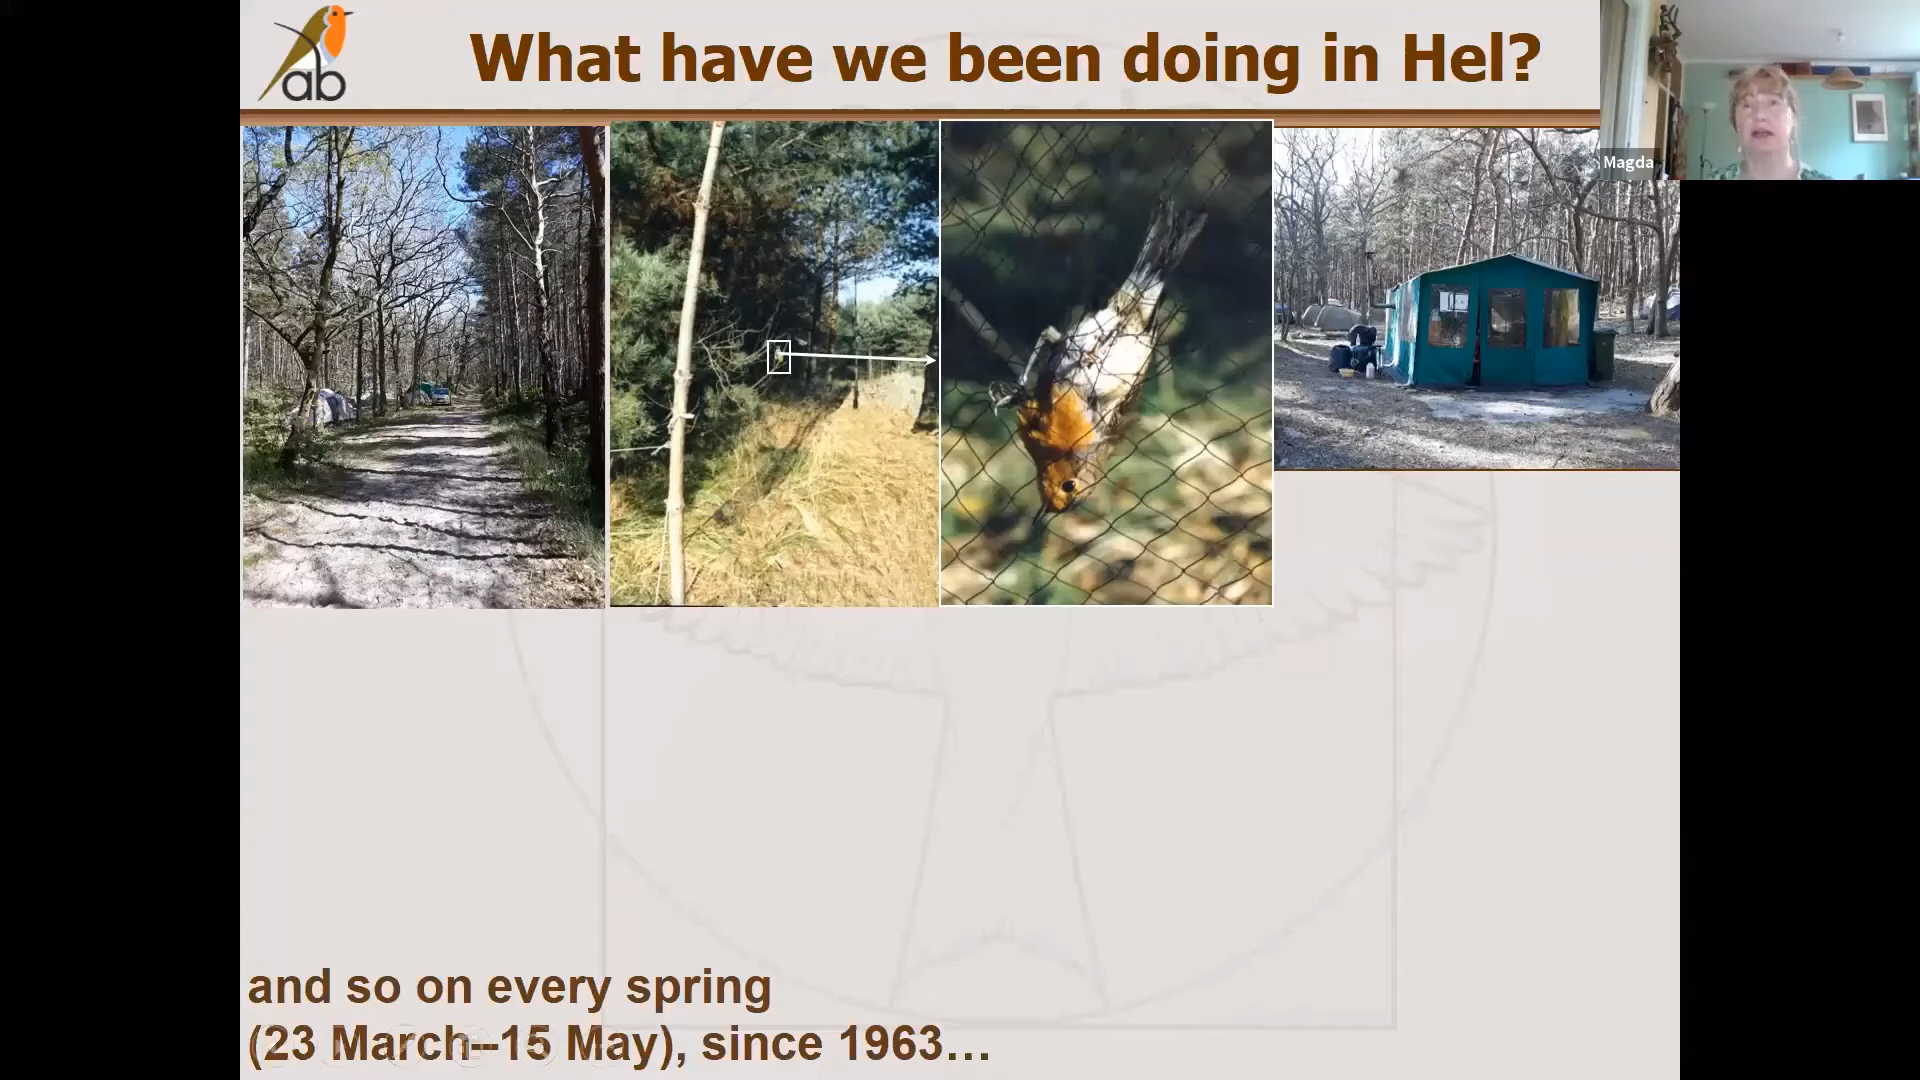 ab
What have we been doing in Hel?
Magda
and so on every spring
(23 March–15 May), since 1963…